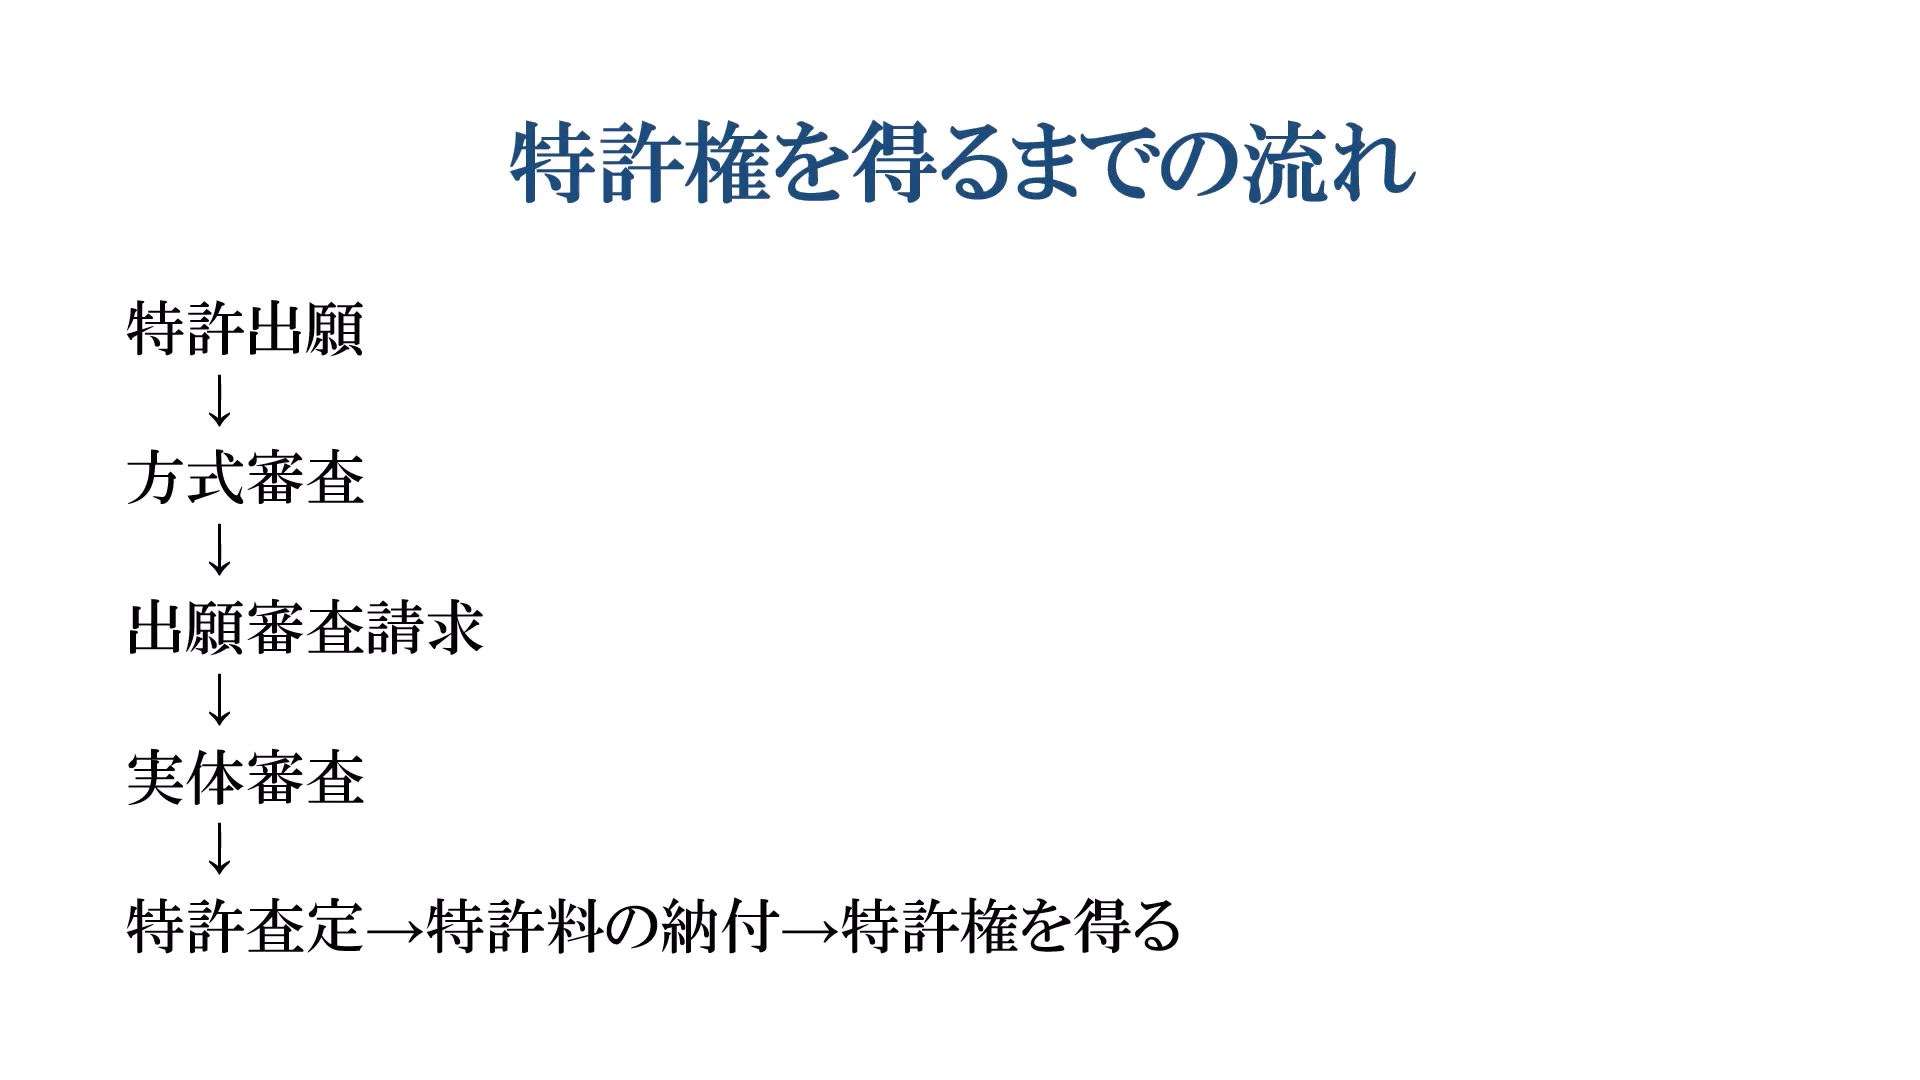 特許権を得るまでの流れ
特許出願
↓
方式審査
↓
出願審査請求
↓
実体審査
↓
特許査定→特許料の納付→特許権を得る